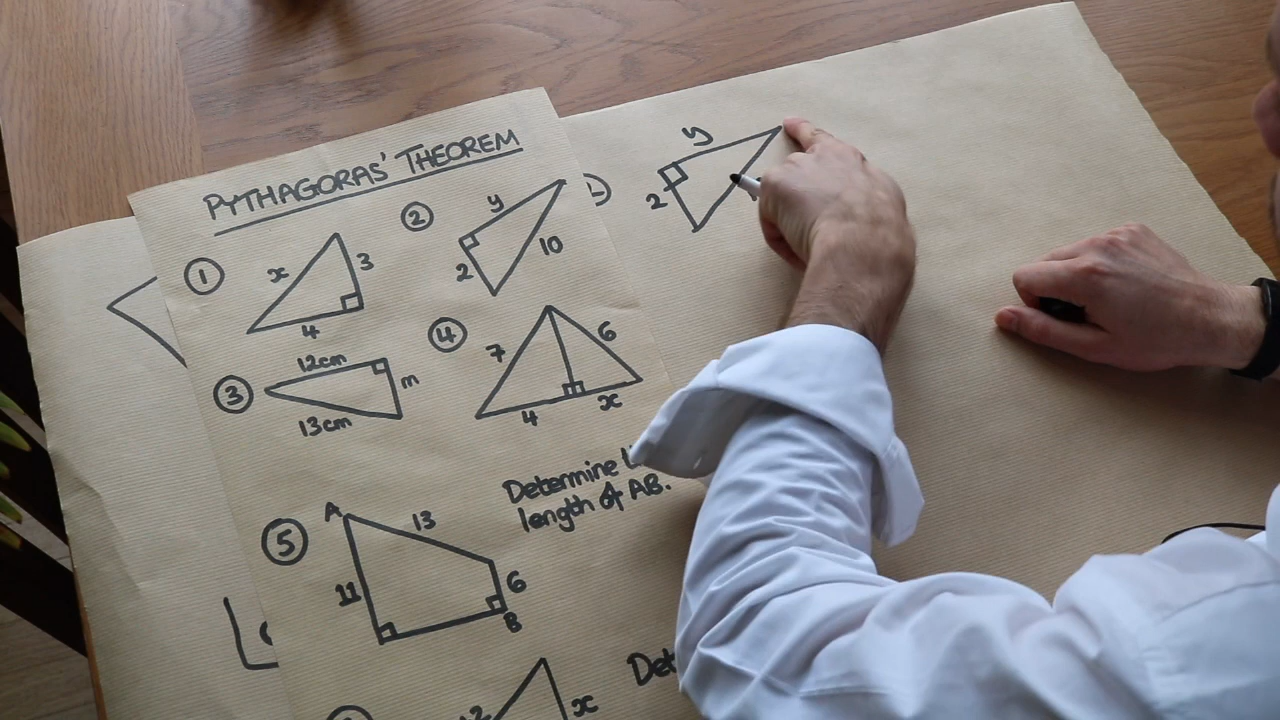 PYTHAGORAS' THEOREM
①
x
3
4
②
y
2
10
③
12cm
m
13cm
④
7
6
4
x
Determine
length of AB.
⑤
A
13
11
6
B
12
x
y
2